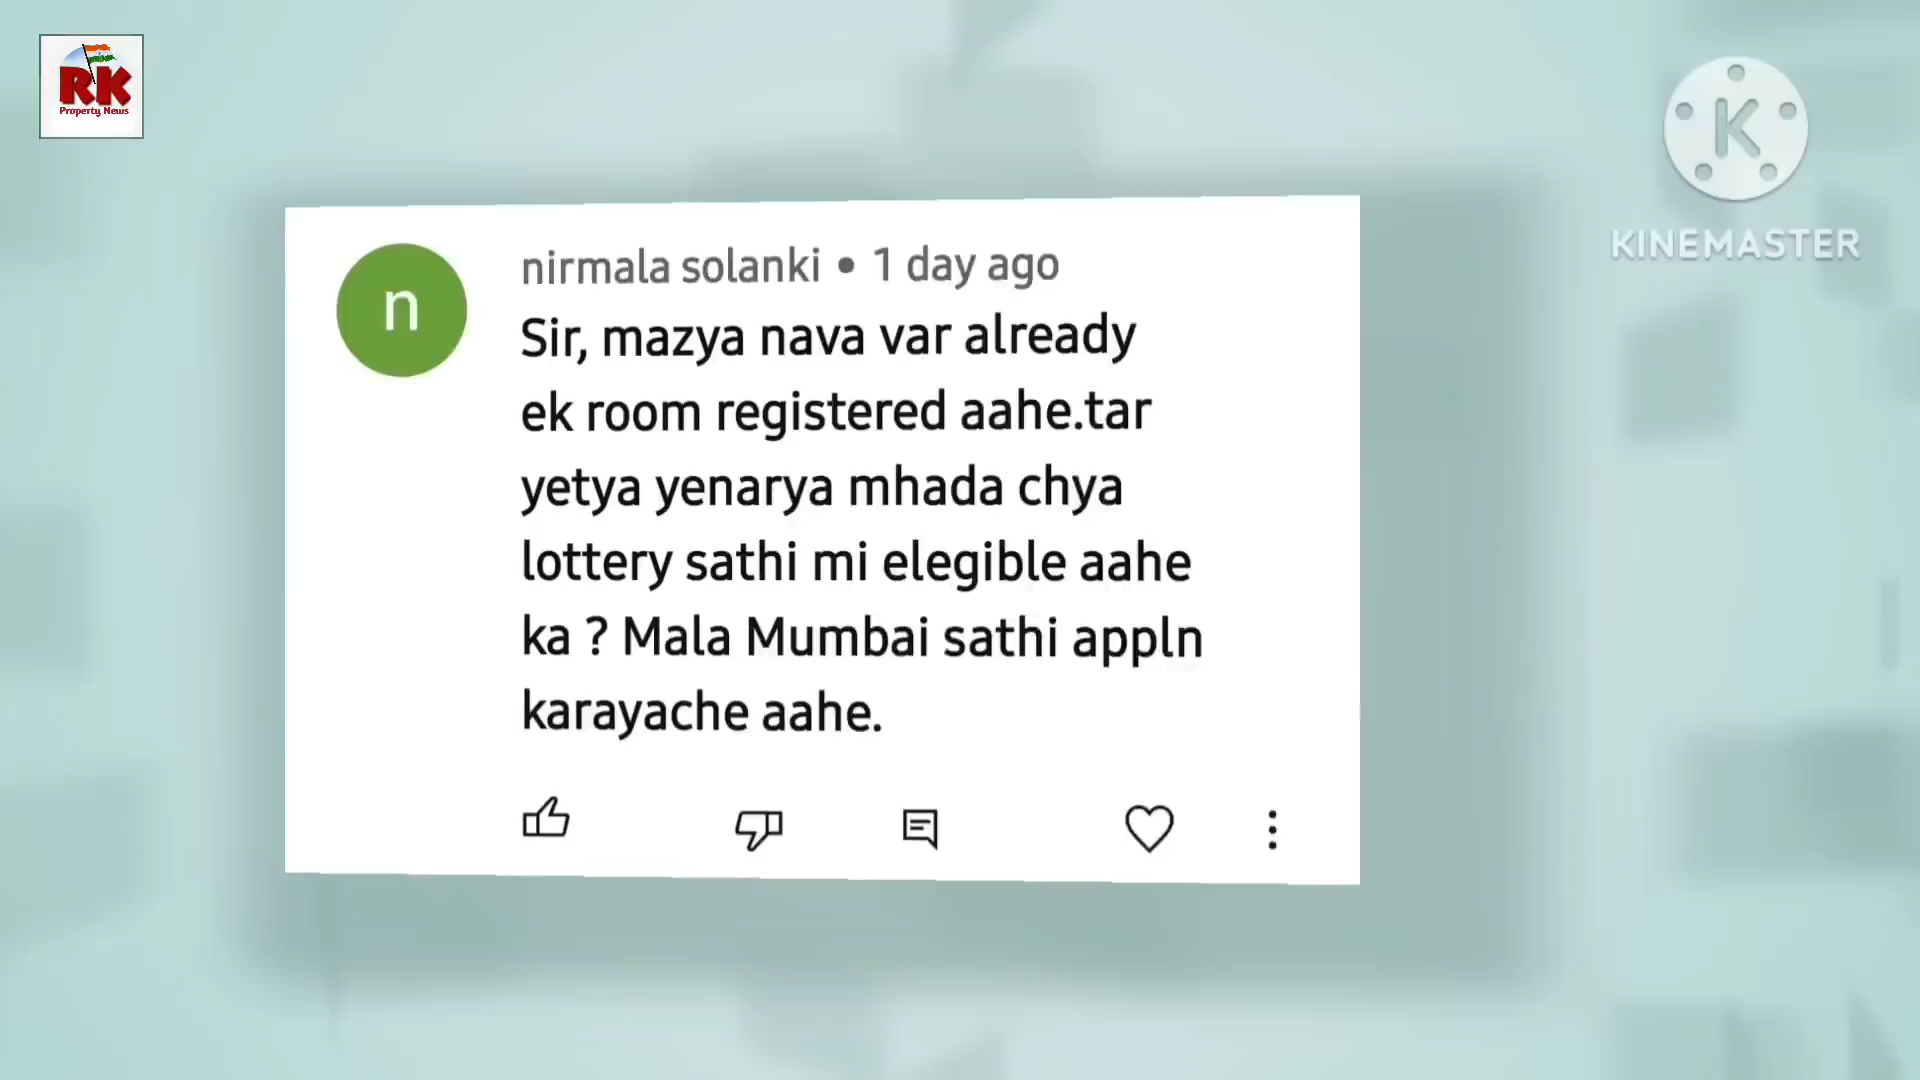 RK
Property News
K
KINEMASTER
n
nirmala solanki • 1 day ago
Sir, mazya nava var already
ek room registered aahe.tar
yetya yenarya mhada chya
lottery sathi mi elegible aahe
ka ? Mala Mumbai sathi appln
karayache aahe.